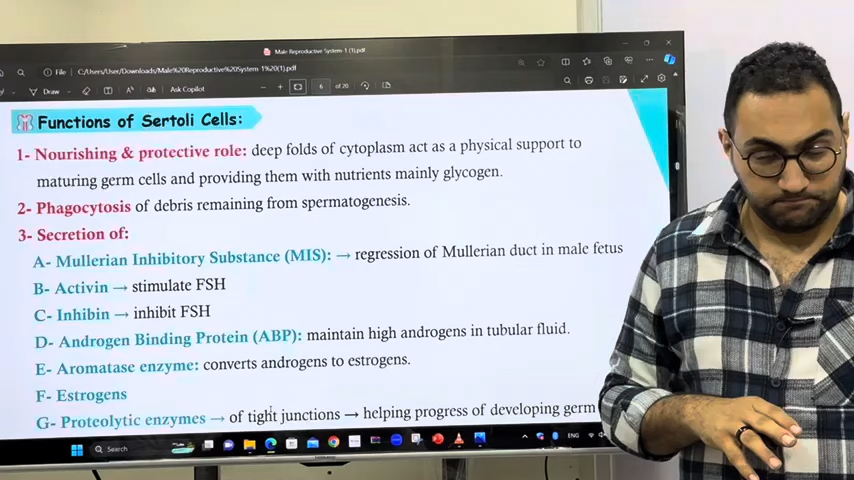 Male Reproductive System-1 (1).pdf
File | C:/Users/User/Downloads/Male%20Reproductive%20System-1%20(1).pdf
Draw
Ask Copilot
6 of 20
Functions of Sertoli Cells:
1- Nourishing & protective role: deep folds of cytoplasm act as a physical support to
maturing germ cells and providing them with nutrients mainly glycogen.
2- Phagocytosis of debris remaining from spermatogenesis.
3- Secretion of:
A- Mullerian Inhibitory Substance (MIS): → regression of Mullerian duct in male fetus
B- Activin → stimulate FSH
C- Inhibin → inhibit FSH
D- Androgen Binding Protein (ABP): maintain high androgens in tubular fluid.
E- Aromatase enzyme: converts androgens to estrogens.
F- Estrogens
G- Proteolytic enzymes → of tight junctions → helping progress of developing germ
Search
ENG